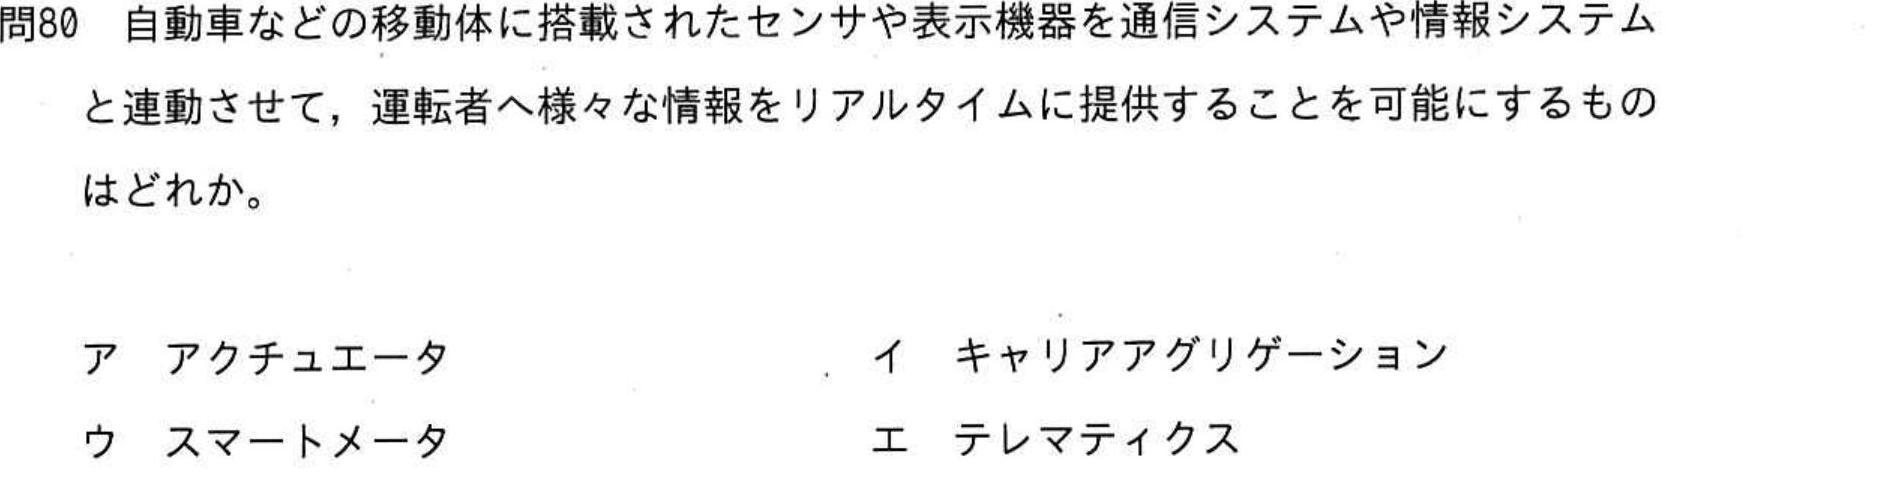 問80 自動車などの移動体に搭載されたセンサや表示機器を通信システムや情報システム
と連動させて，運転者へ様々な情報をリアルタイムに提供することを可能にするもの
はどれか。
ア アクチュエータ イ キャリアアグリゲーション
ウ スマートメータ エ テレマティクス